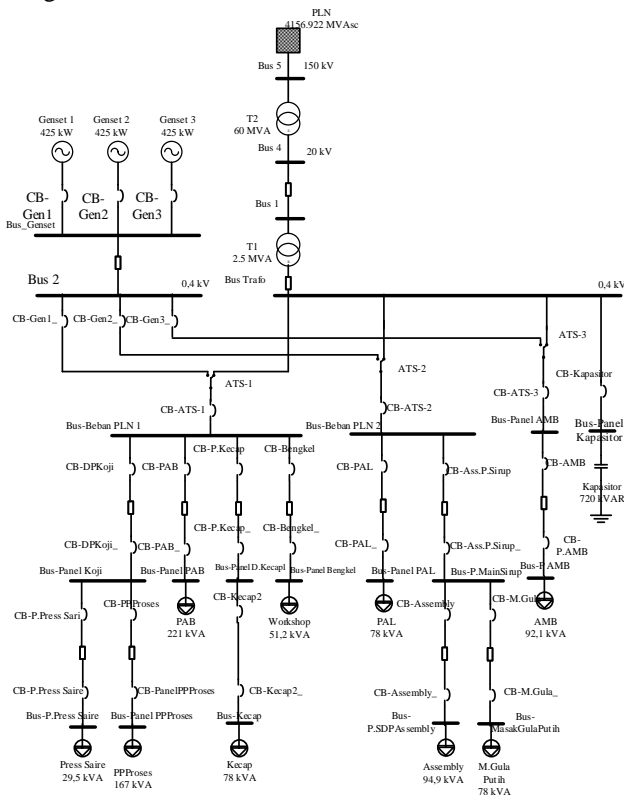 PLN
4156.922 MVAsc
Bus 5
150 kV
T2
60 MVA
Genset 1
425 kW
Genset 2
425 kW
Genset 3
425 kW
Bus 4
20 kV
CB-
Gen1
CB-
Gen2
CB-
Gen3
Bus 1
Bus_Genset
T1
2.5 MVA
Bus 2
0,4 kV
Bus Trafo
0,4 kV
CB-Gen1_
CB-Gen2_
CB-Gen3_
ATS-1
ATS-2
ATS-3
CB-Kapasitor
CB-ATS-1
CB-ATS-2
CB-ATS-3
Bus-Beban PLN 1
Bus-Beban PLN 2
Bus-Panel AMB
Bus-Panel
Kapasitor
CB-DPKoji
CB-PAB
CB-P.Kecap
CB-Bengkel
CB-PAL
CB-Ass.P.Sirup
CB-AMB
Kapasitor
720 kVAR
CB-DPKoji_
CB-PAB_
CB-P.Kecap_
CB-Bengkel_
CB-PAL_
CB-Ass.P.Sirup_
CB-
P.AMB
Bus-Panel Koji
Bus-Panel PAB
Bus-Panel D.Kecap1
Bus-Panel Bengkel
Bus-Panel PAL
Bus-P.MainSirup
Bus-P AMB
CB-P.Press Sari
CB-PPProses
PAB
221 kVA
CB-Kecap2
Workshop
51,2 kVA
PAL
78 kVA
CB-Assembly
CB-M.Gula
AMB
92,1 kVA
CB-P.Press Saire
CB-PanelPPProses
CB-Kecap2_
CB-Assembly_
CB-M.Gula_
Bus-P.Press Saire
Bus-Panel PPProses
Bus-Kecap
Bus-
P.SDPAssembly
Bus-
MasakGulaPutih
Press Saire
29,5 kVA
PPProses
167 kVA
Kecap
78 kVA
Assembly
94,9 kVA
M.Gula
Putih
78 kVA